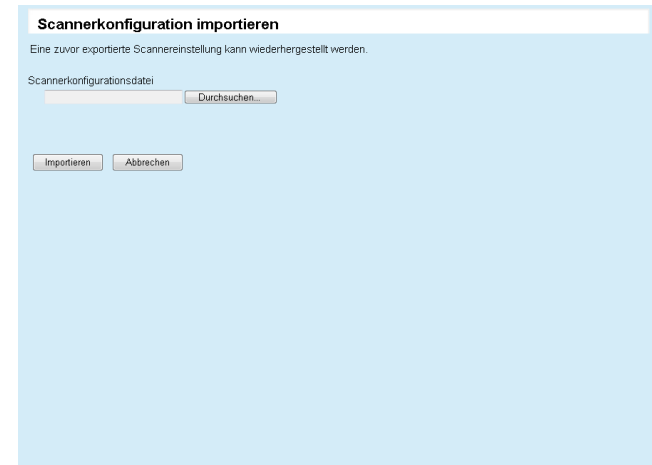 Scannerkonfiguration importieren
Eine zuvor exportierte Scannereinstellung kann wiederhergestellt werden.
Scannerkonfigurationsdatei
Durchsuchen...
Importieren Abbrechen